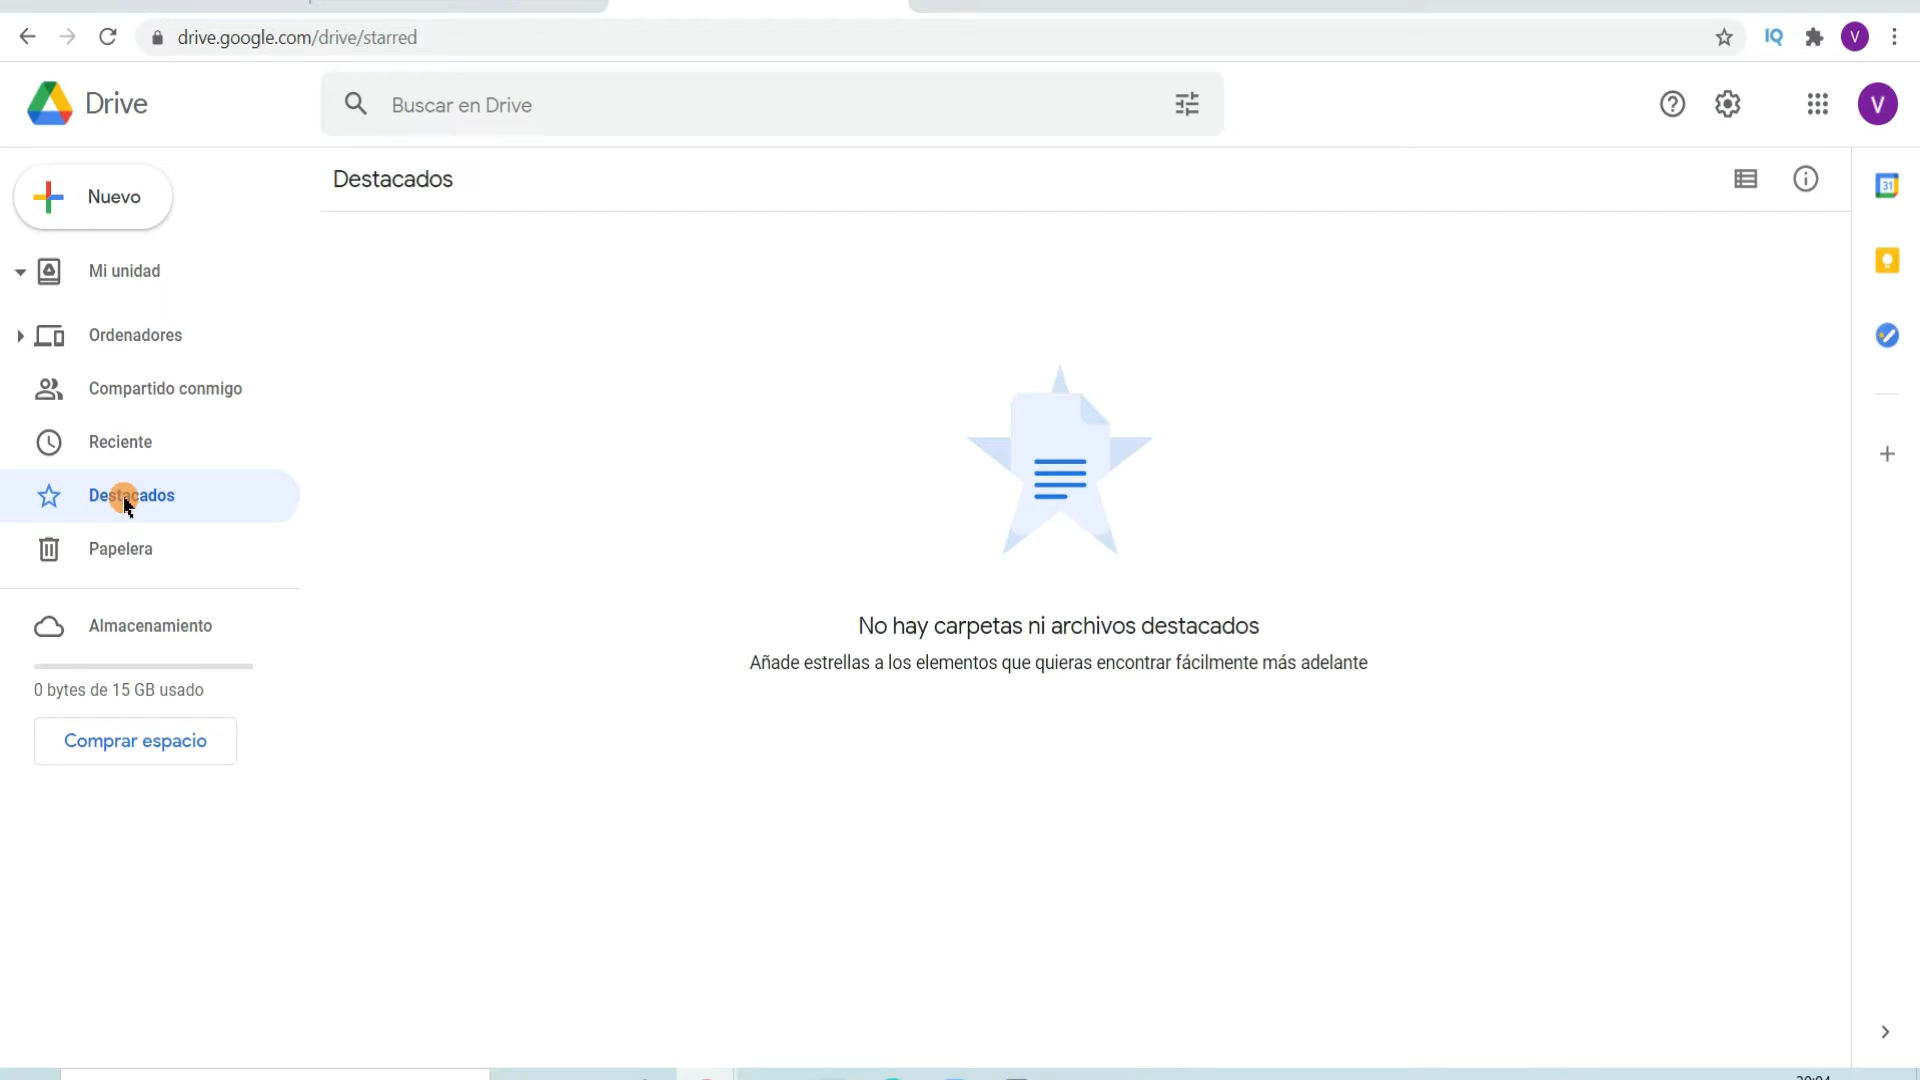 drive.google.com/drive/starred
IQ
V
Drive
Buscar en Drive
V
Nuevo
Destacados
31
Mi unidad
Ordenadores
Compartido conmigo
Reciente
Destacados
Papelera
Almacenamiento
0 bytes de 15 GB usado
Comprar espacio
No hay carpetas ni archivos destacados
Añade estrellas a los elementos que quieras encontrar fácilmente más adelante